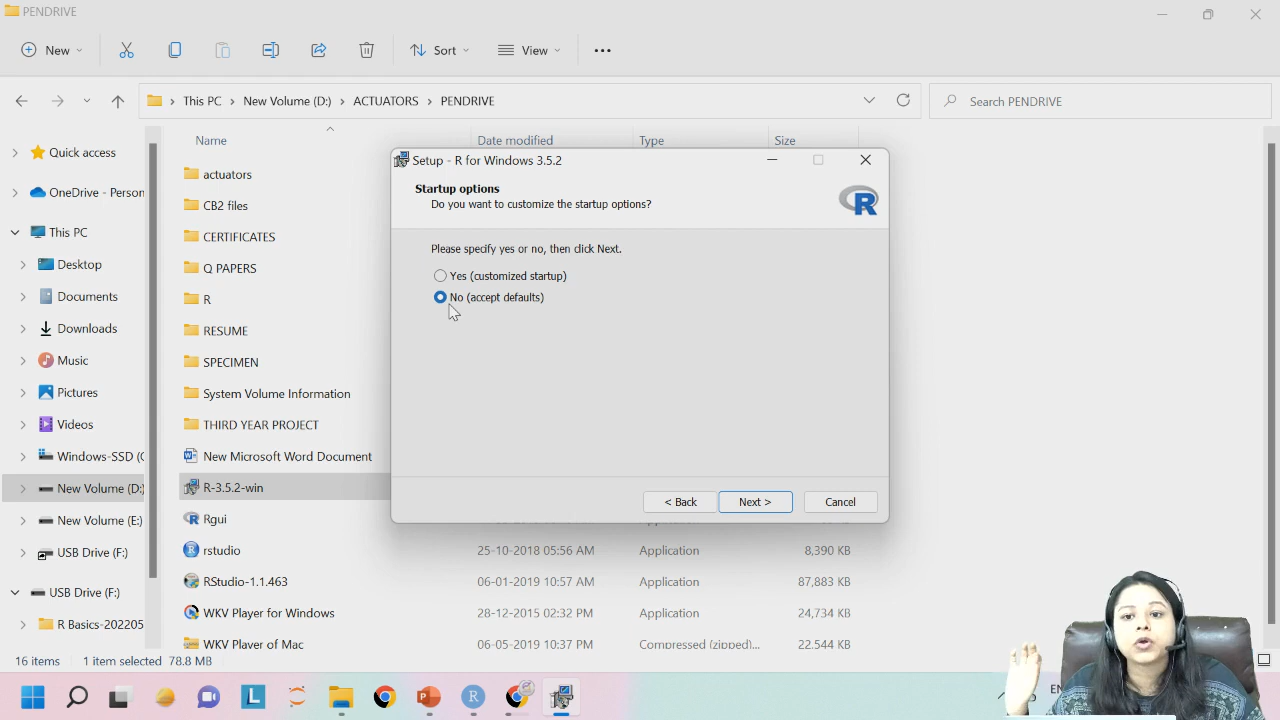 PENDRIVE
New
Sort
View
This PC
New Volume (D:)
ACTUATORS
PENDRIVE
Search PENDRIVE
Name
Date modified
Type
Size
Quick access
OneDrive - Person
This PC
Desktop
Documents
Downloads
Music
Pictures
Videos
Windows-SSD (C
New Volume (D:)
New Volume (E:)
USB Drive (F:)
USB Drive (F:)
R Basics-202205
actuators
CB2 files
CERTIFICATES
Q PAPERS
R
RESUME
SPECIMEN
System Volume Information
THIRD YEAR PROJECT
New Microsoft Word Document
R-3.5.2-win
Rgui
rstudio 25-10-2018 05:56 AM Application 8,390 KB
RStudio-1.1.463 06-01-2019 10:57 AM Application 87,883 KB
WKV Player for Windows 28-12-2015 02:32 PM Application 24,734 KB
WKV Player of Mac 06-05-2019 10:37 PM Compressed (zipped)... 22,544 KB
Setup - R for Windows 3.5.2
Startup options
Do you want to customize the startup options?
R
Please specify yes or no, then click Next.
Yes (customized startup)
No (accept defaults)
< Back
Next >
Cancel
16 items 1 item selected 78.8 MB